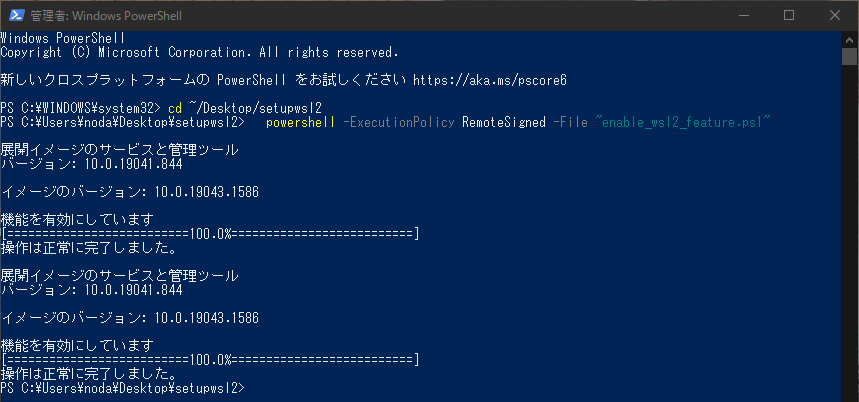 管理者: Windows PowerShell
Windows PowerShell
Copyright (C) Microsoft Corporation. All rights reserved.
新しいクロスプラットフォームの PowerShell をお試しください https://aka.ms/pscore6
PS C:¥WINDOWS¥system32> cd ~/Desktop/setupwsl2
PS C:¥Users¥noda¥Desktop¥setupwsl2>   powershell -ExecutionPolicy RemoteSigned -File "enable_wsl2_feature.ps1"
展開イメージのサービスと管理ツール
バージョン: 10.0.19041.844
イメージのバージョン: 10.0.19043.1586
機能を有効にしています
[==========================100.0%==========================]
操作は正常に完了しました。
展開イメージのサービスと管理ツール
バージョン: 10.0.19041.844
イメージのバージョン: 10.0.19043.1586
機能を有効にしています
[==========================100.0%==========================]
操作は正常に完了しました。
PS C:¥Users¥noda¥Desktop¥setupwsl2>